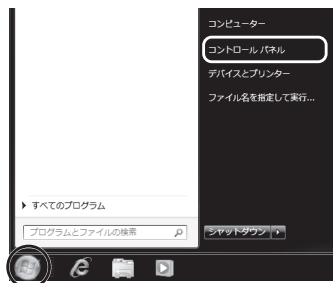 コンピューター
コントロール パネル
デバイスとプリンター
ファイル名を指定して実行...
すべてのプログラム
プログラムとファイルの検索
シャットダウン